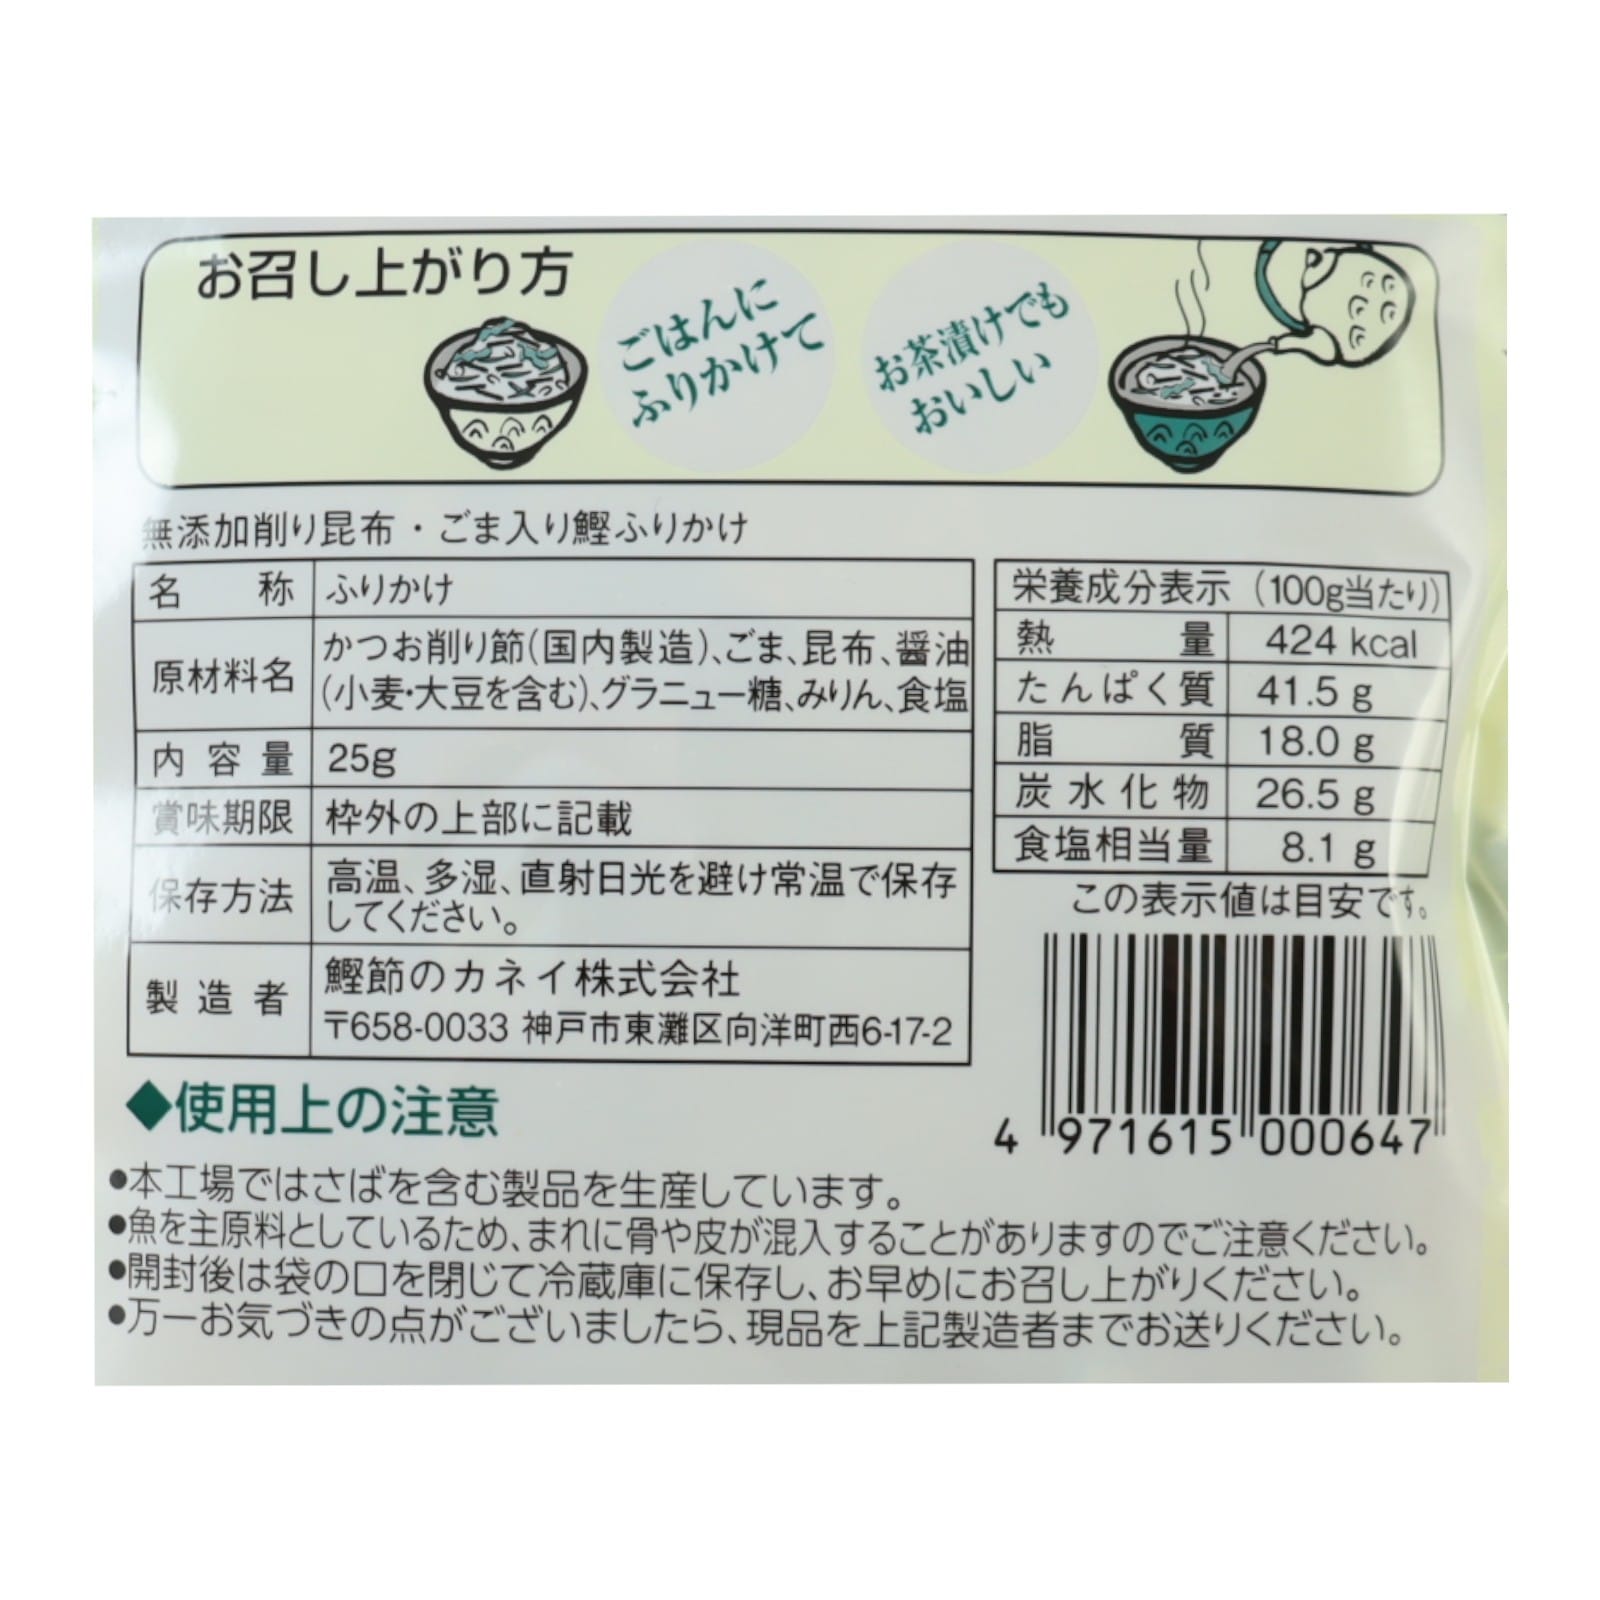 お召し上がり方
ごはんに
ふりかけて
お茶漬けでも
おいしい
無添加削り昆布・ごま入り鰹ふりかけ
名称 ふりかけ
原材料名 かつお削り節(国内製造)、ごま、昆布、醤油
(小麦・大豆を含む)、グラニュー糖、みりん、食塩
内容量 25g
賞味期限 枠外の上部に記載
保存方法 高温、多湿、直射日光を避け常温で保存
してください。
製造者 鰹節のカネイ株式会社
〒658-0033 神戸市東灘区向洋町西6-17-2
栄養成分表示 (100g当たり)
熱量 424 kcal
たんぱく質 41.5 g
脂質 18.0 g
炭水化物 26.5 g
食塩相当量 8.1 g
この表示値は目安です。
4 971615 000647
◆使用上の注意
●本工場ではさばを含む製品を生産しています。
●魚を主原料としているため、まれに骨や皮が混入することがありますのでご注意ください。
●開封後は袋の口を閉じて冷蔵庫に保存し、お早めにお召し上がりください。
●万一お気づきの点がございましたら、現品を上記製造者までお送りください。